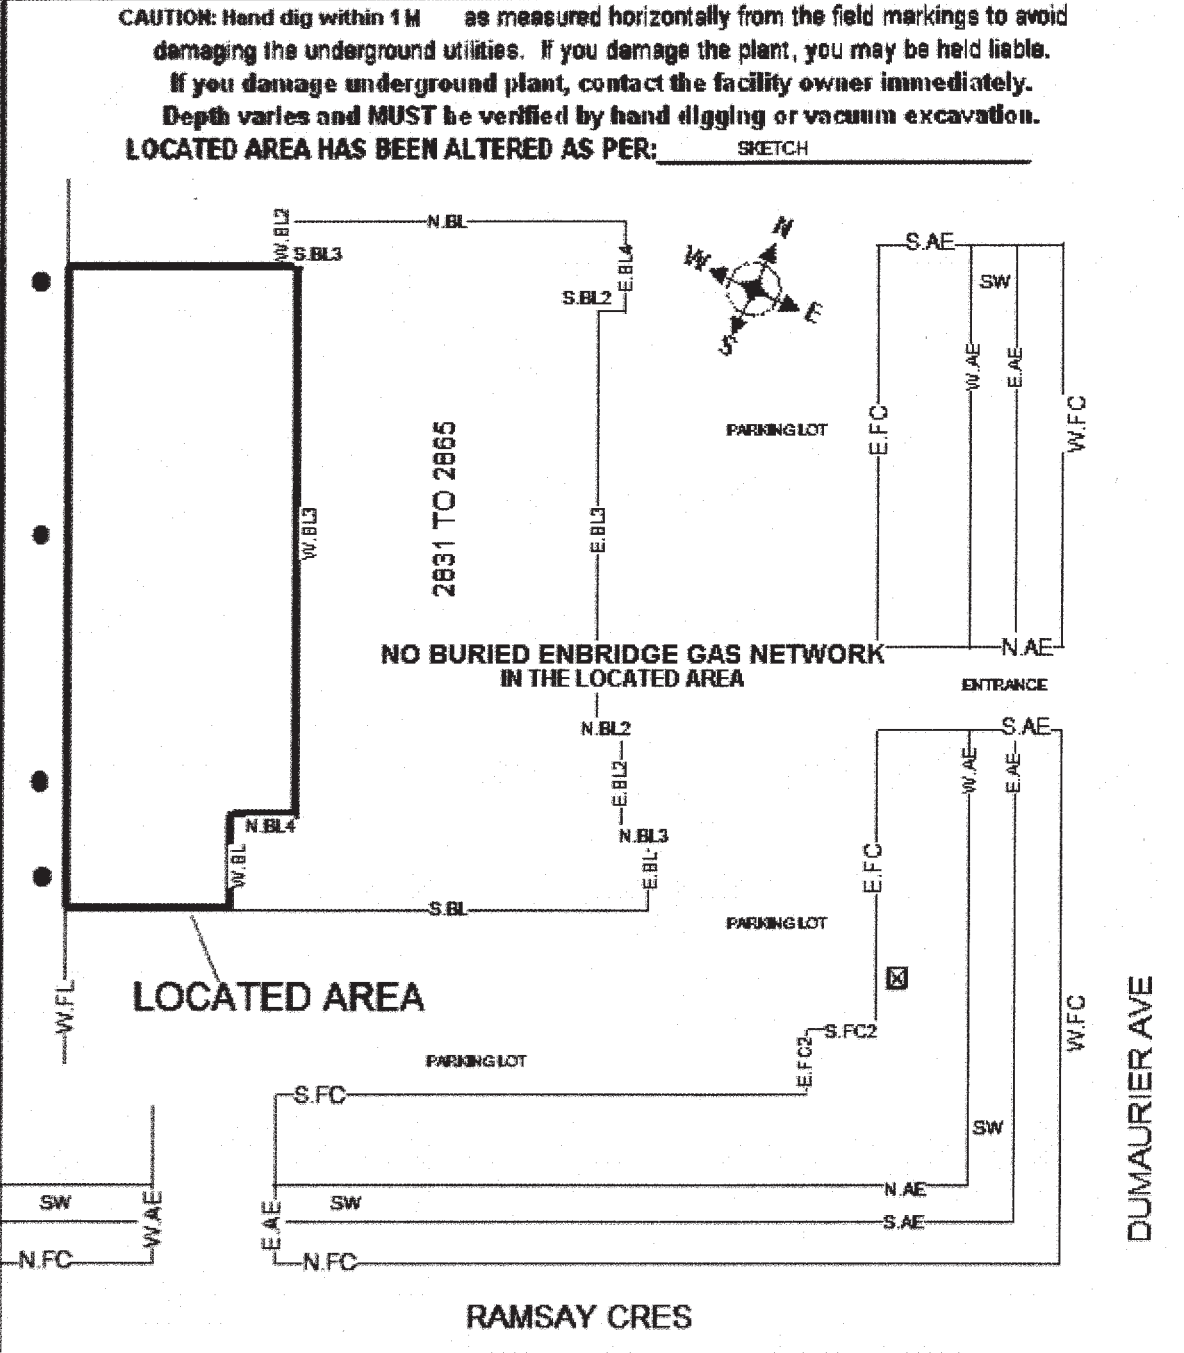 CAUTION: Hand dig within 1 M as measured horizontally from the field markings to avoid
damaging the underground utilities. If you damage the plant, you may be held liable.
If you damage underground plant, contact the facility owner immediately.
Depth varies and MUST be verified by hand digging or vacuum excavation.
LOCATED AREA HAS BEEN ALTERED AS PER: SKETCH
W.BL2
N.BL
S.BL3
E.BL4
S.BL2
N
W
E
S
S.AE
SW
W.AE
E.AE
E.FC
W.FC
PARKING LOT
2831 TO 2865
W.BL3
E.BL3
NO BURIED ENBRIDGE GAS NETWORK
IN THE LOCATED AREA
N.AE
ENTRANCE
N.BL2
S.AE
E.BL2
W.AE
E.AE
N.BL4
N.BL3
W.BL
E.BL
E.FC
S.BL
PARKING LOT
LOCATED AREA
W.FL
S.FC2
W.FC
DUMAURIER AVE
PARKING LOT
E.FC2
S.FC
SW
N.AE
SW
W.AE
E.AE
SW
S.AE
N.FC
N.FC
RAMSAY CRES